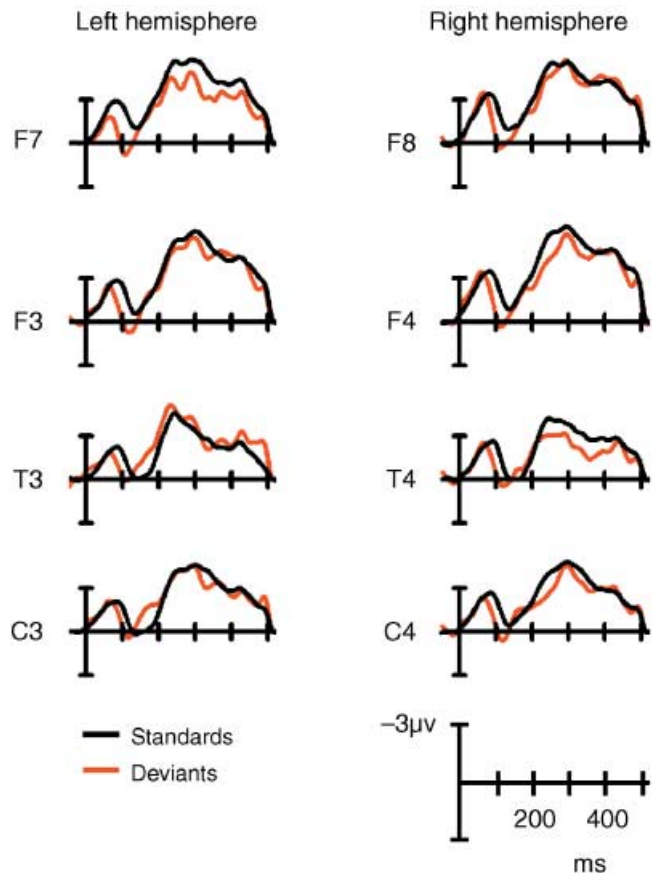 Left hemisphere
Right hemisphere
F7
F8
F3
F4
T3
T4
C3
C4
Standards
Deviants
–3µv
200 400
ms